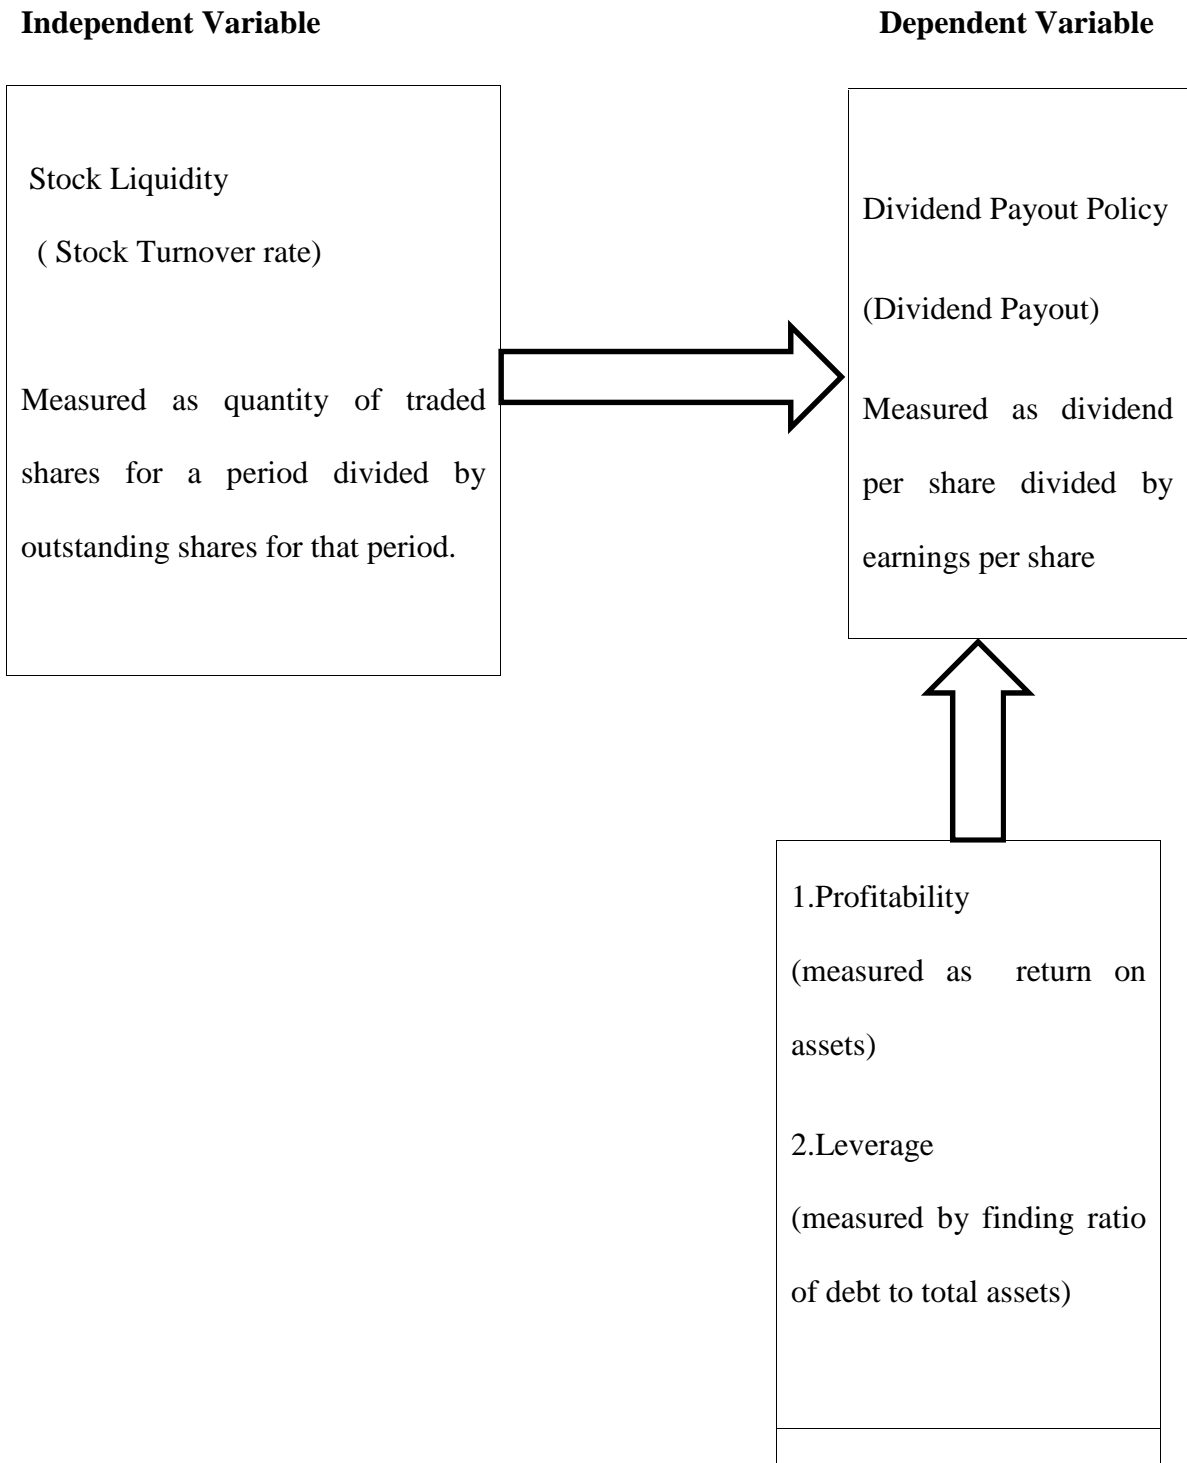 Independent Variable
Dependent Variable
Stock Liquidity
( Stock Turnover rate)
Measured as quantity of traded
shares for a period divided by
outstanding shares for that period.
Dividend Payout Policy
(Dividend Payout)
Measured as dividend
per share divided by
earnings per share
1.Profitability
(measured as return on
assets)
2.Leverage
(measured by finding ratio
of debt to total assets)